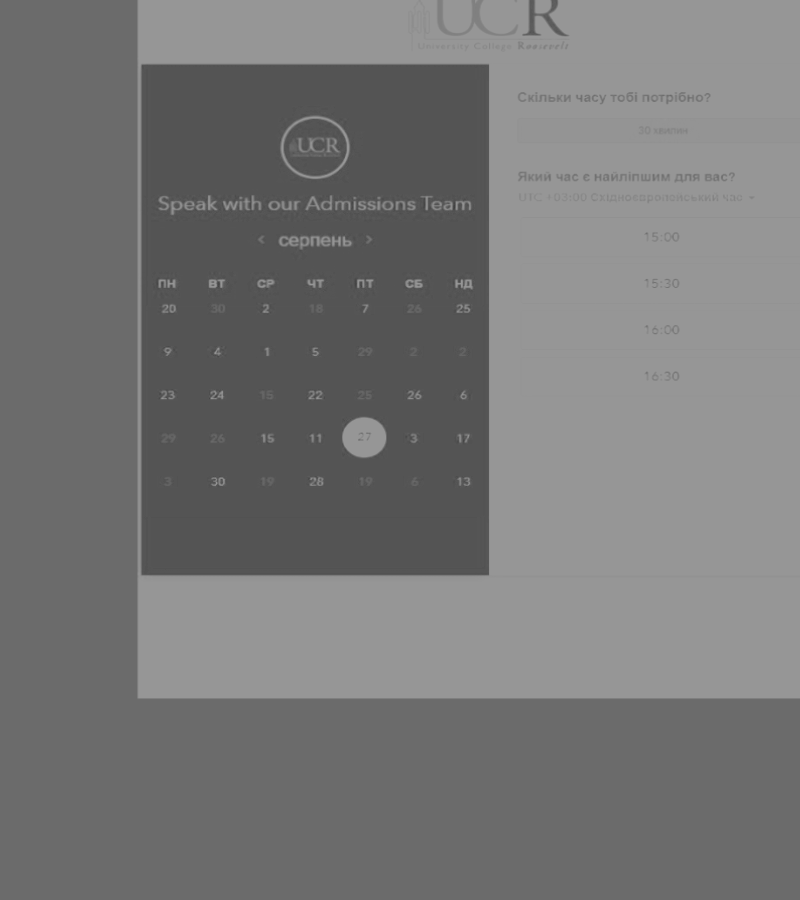 UCR
University College Roosevelt
UCR
Speak with our Admissions Team
< серпень >
ПН ВТ СР ЧТ ПТ СБ НД
20 30 2 18 7 26 25
9 4 1 5 29 2 2
23 24 15 22 25 26 6
29 26 15 11 27 3 17
3 30 19 28 19 6 13
Скільки часу тобі потрібно?
30 хвилин
Який час є найліпшим для вас?
UTC +03:00 Східноєвропейський час
15:00
15:30
16:00
16:30